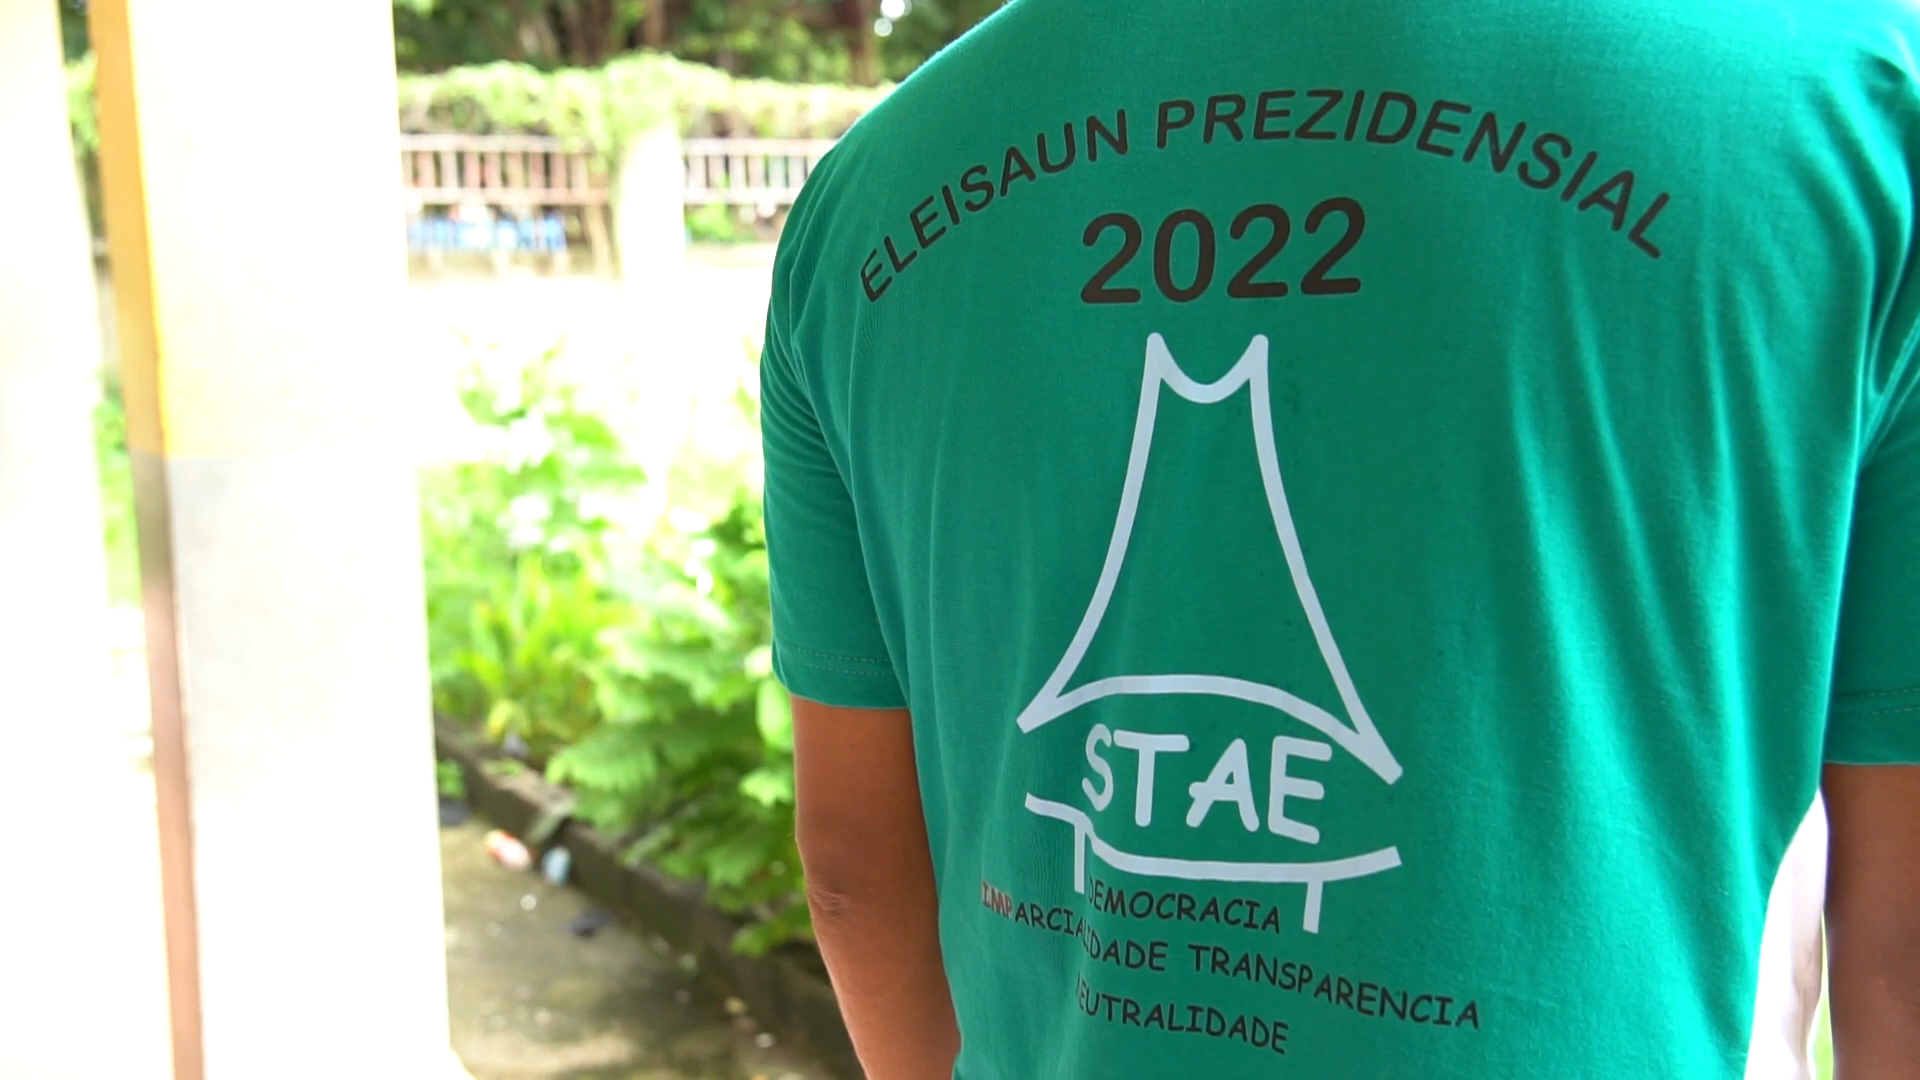 ELEISAUN PREZIDENSIAL
2022
STAE
DEMOCRACIA
IMPARCIALIDADE TRANSPARENCIA
NEUTRALIDADE